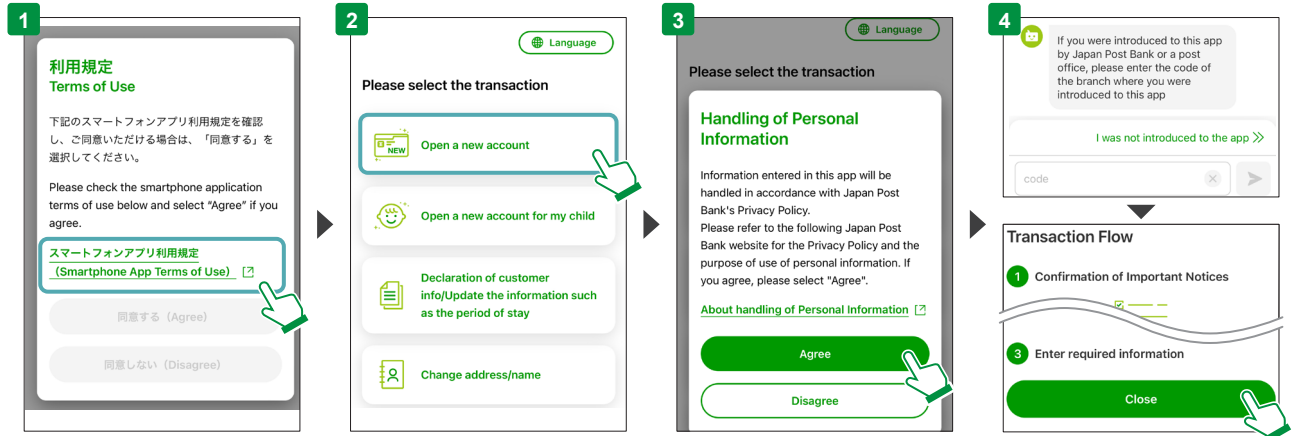 1
利用規定
Terms of Use
下記のスマートフォンアプリ利用規定を確認
し、ご同意いただける場合は、「同意する」を
選択してください。
Please check the smartphone application
terms of use below and select "Agree" if you
agree.
スマートフォンアプリ利用規定
(Smartphone App Terms of Use)
同意する (Agree)
同意しない (Disagree)
2
Language
Please select the transaction
NEW
Open a new account
Open a new account for my child
Declaration of customer
info/Update the information such
as the period of stay
Change address/name
3
Language
Please select the transaction
Handling of Personal
Information
Information entered in this app will be
handled in accordance with Japan Post
Bank's Privacy Policy.
Please refer to the following Japan Post
Bank website for the Privacy Policy and the
purpose of use of personal information. If
you agree, please select "Agree".
About handling of Personal Information
Agree
Disagree
4
If you were introduced to this app
by Japan Post Bank or a post
office, please enter the code of
the branch where you were
introduced to this app
I was not introduced to the app
code
Transaction Flow
1 Confirmation of Important Notices
3 Enter required information
Close